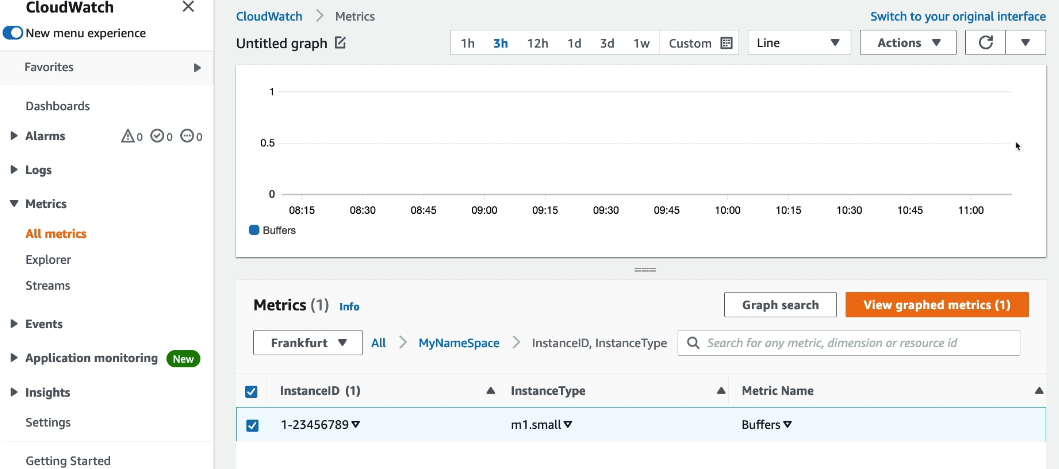 CloudWatch
New menu experience
Favorites
Dashboards
Alarms 0 0 0
Logs
Metrics
All metrics
Explorer
Streams
Events
Application monitoring New
Insights
Settings
Getting Started
CloudWatch Metrics
Switch to your original interface
Untitled graph 1h 3h 12h 1d 3d 1w Custom Line Actions
1
0.5
0
08:15 08:30 08:45 09:00 09:15 09:30 09:45 10:00 10:15 10:30 10:45 11:00
Buffers
Metrics (1) Info Graph search View graphed metrics (1)
Frankfurt All MyNameSpace InstanceID, InstanceType Search for any metric, dimension or resource id
InstanceID (1) InstanceType Metric Name
1-23456789 m1.small Buffers